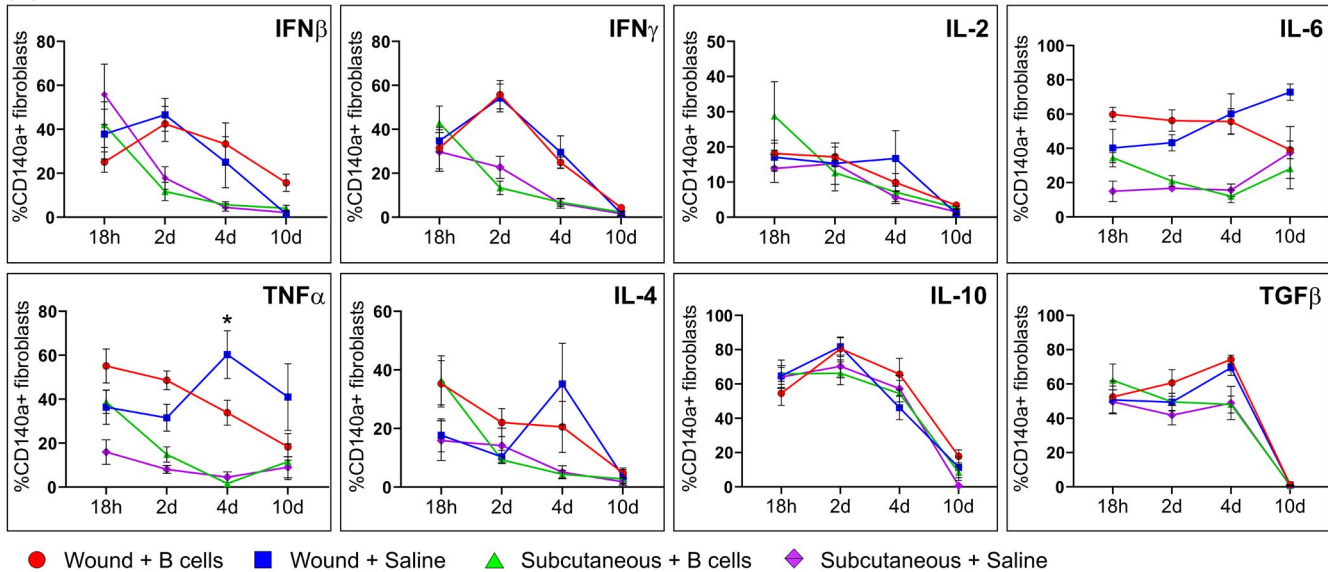 IFNβ
%CD140a+ fibroblasts
80
60
40
20
0
18h 2d 4d 10d
IFNγ
%CD140a+ fibroblasts
80
60
40
20
0
18h 2d 4d 10d
IL-2
%CD140a+ fibroblasts
50
40
30
20
10
0
18h 2d 4d 10d
IL-6
%CD140a+ fibroblasts
100
80
60
40
20
0
18h 2d 4d 10d
TNFα
%CD140a+ fibroblasts
80
60
40
20
0
*
18h 2d 4d 10d
IL-4
%CD140a+ fibroblasts
60
40
20
0
18h 2d 4d 10d
IL-10
%CD140a+ fibroblasts
100
80
60
40
20
0
18h 2d 4d 10d
TGFβ
%CD140a+ fibroblasts
100
80
60
40
20
0
18h 2d 4d 10d
Wound + B cells Wound + Saline Subcutaneous + B cells Subcutaneous + Saline